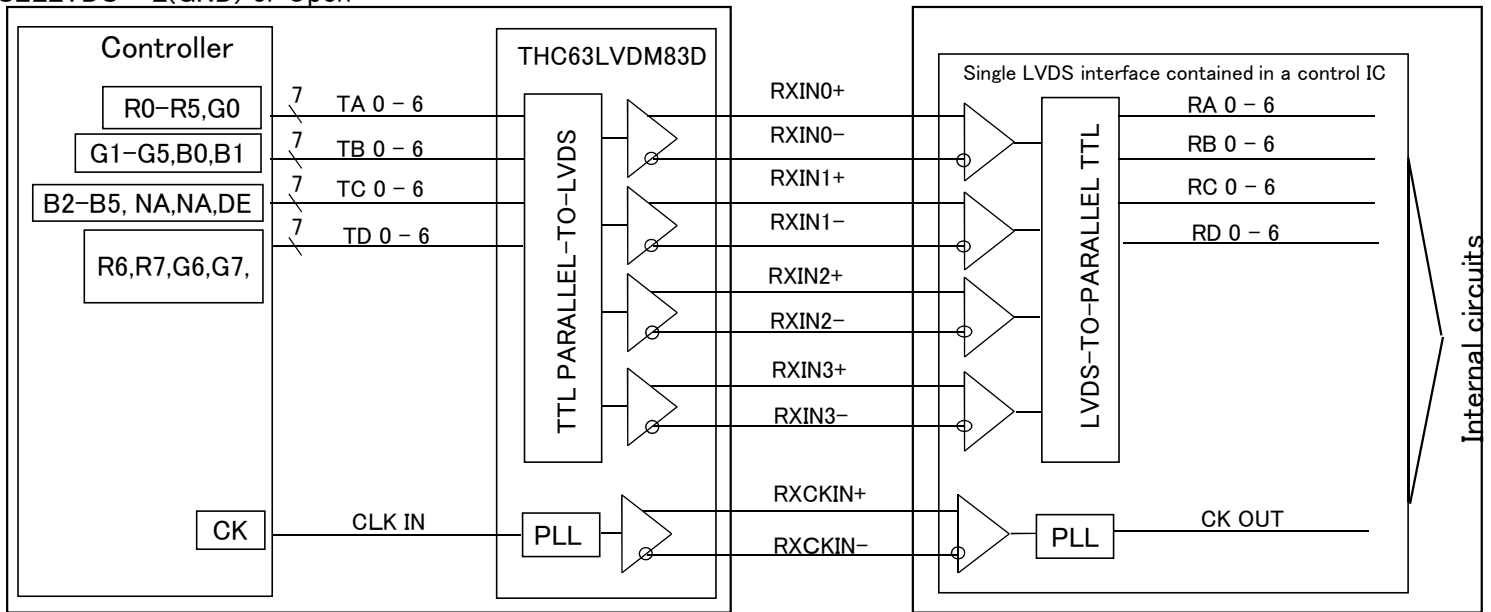 Controller
THC63LVDM83D
Single LVDS interface contained in a control IC
R0-R5,G0
7
TA 0 - 6
RXIN0+
RA 0 - 6
RXIN0-
G1-G5,B0,B1
7
TB 0 - 6
RB 0 - 6
RXIN1+
B2-B5, NA,NA,DE
7
TC 0 - 6
RC 0 - 6
RXIN1-
7
TD 0 - 6
RD 0 - 6
R6,R7,G6,G7,
TTL PARALLEL-TO-LVDS
LVDS-TO-PARALLEL TTL
Internal circuits
RXIN2+
RXIN2-
RXIN3+
RXIN3-
RXCKIN+
CK
CLK IN
PLL
RXCKIN-
PLL
CK OUT